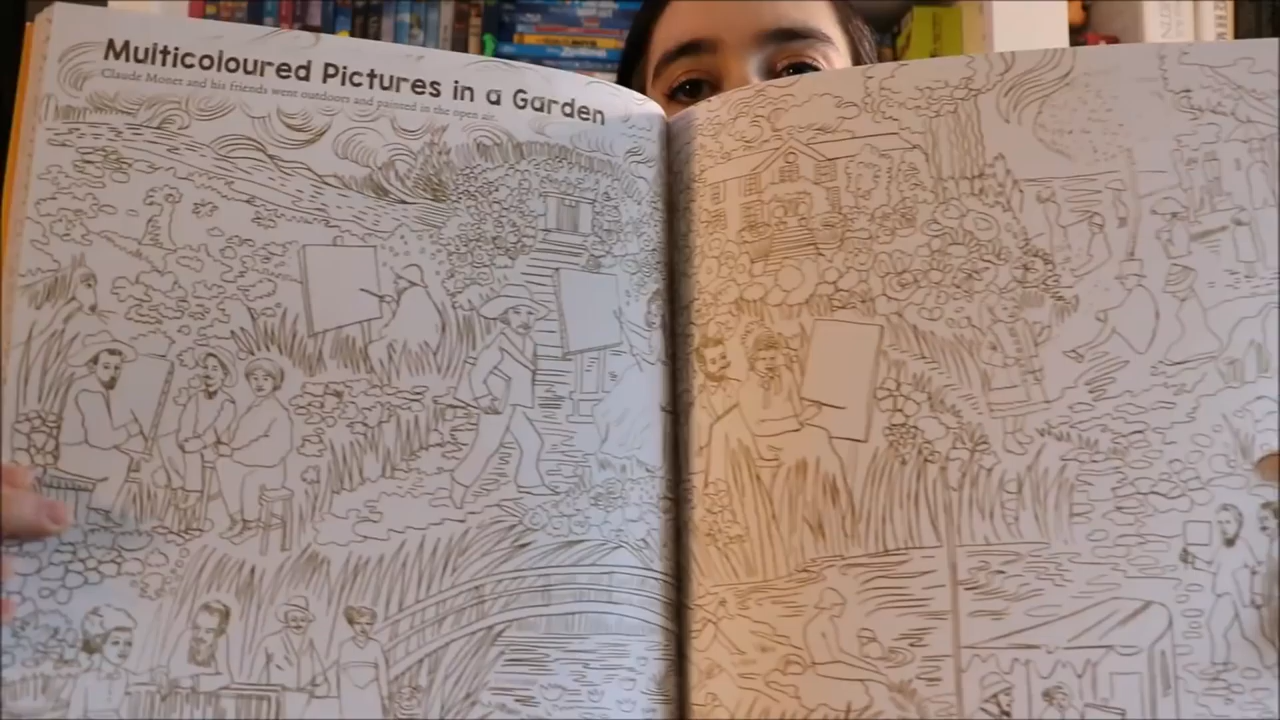 Multicoloured Pictures in a Garden
Claude Monet and his friends went outdoors and painted in the open air.